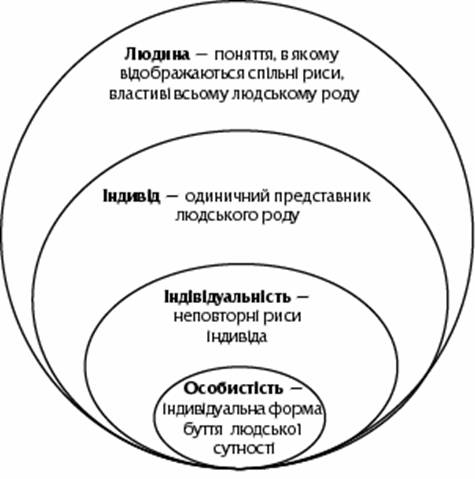 Людина — поняття, в якому
відображаються спільні риси,
властиві всьому людському роду
Індивід — одиничний представник
людського роду
Індівідуальність —
неповторні риси
індивіда
Особистість —
індивідуальна форма
буття людської
сутності